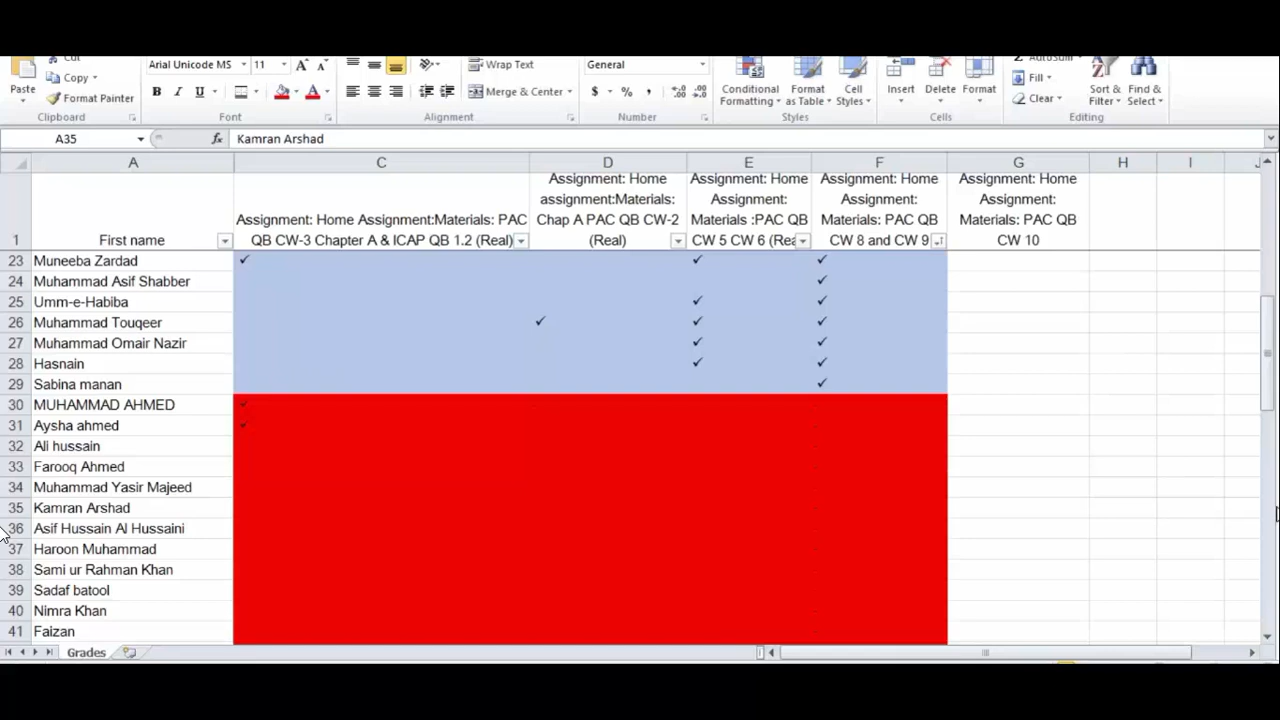 Cut
Arial Unicode MS 11 A A Wrap Text General AutoSum
Copy
Paste Format Painter B I U Merge & Center $ % , Conditional Formatting Format as Table Cell Styles Insert Delete Format Fill Clear Sort & Filter Find & Select
Clipboard Font Alignment Number Styles Cells Editing
A35 fx Kamran Arshad
A C D E F G H I J
1 First name
Assignment: Home Assignment:Materials: PAC
QB CW-3 Chapter A & ICAP QB 1.2 (Real)
Assignment: Home
assignment:Materials:
Chap A PAC QB CW-2
(Real)
Assignment: Home
Assignment:
Materials :PAC QB
CW 5 CW 6 (Rea
Assignment: Home
Assignment:
Materials: PAC QB
CW 8 and CW 9
Assignment: Home
Assignment:
Materials: PAC QB
CW 10
23 Muneeba Zardad ✓ ✓ ✓
24 Muhammad Asif Shabber ✓
25 Umm-e-Habiba ✓ ✓
26 Muhammad Touqeer ✓ ✓ ✓
27 Muhammad Omair Nazir ✓ ✓
28 Hasnain ✓ ✓
29 Sabina manan ✓
30 MUHAMMAD AHMED ✓
31 Aysha ahmed ✓
32 Ali hussain
33 Farooq Ahmed
34 Muhammad Yasir Majeed
35 Kamran Arshad
36 Asif Hussain Al Hussaini
37 Haroon Muhammad
38 Sami ur Rahman Khan
39 Sadaf batool
40 Nimra Khan
41 Faizan
Grades